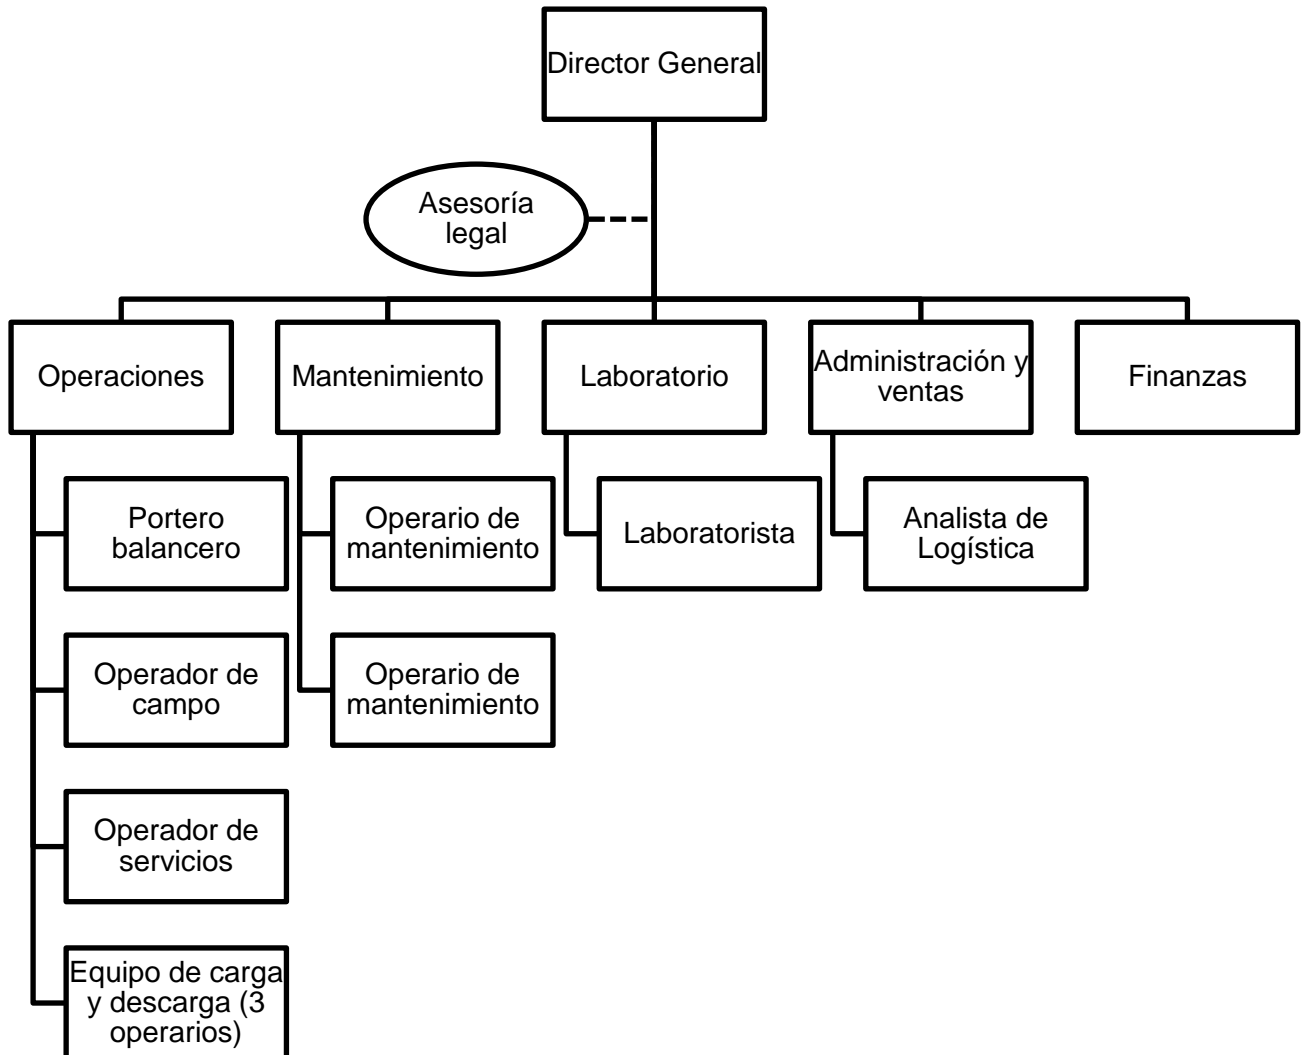 Director General
Asesoría
legal
Operaciones
Mantenimiento
Laboratorio
Administración y
ventas
Finanzas
Portero
balancero
Operario de
mantenimiento
Laboratorista
Analista de
Logística
Operador de
campo
Operario de
mantenimiento
Operador de
servicios
Equipo de carga
y descarga (3
operarios)